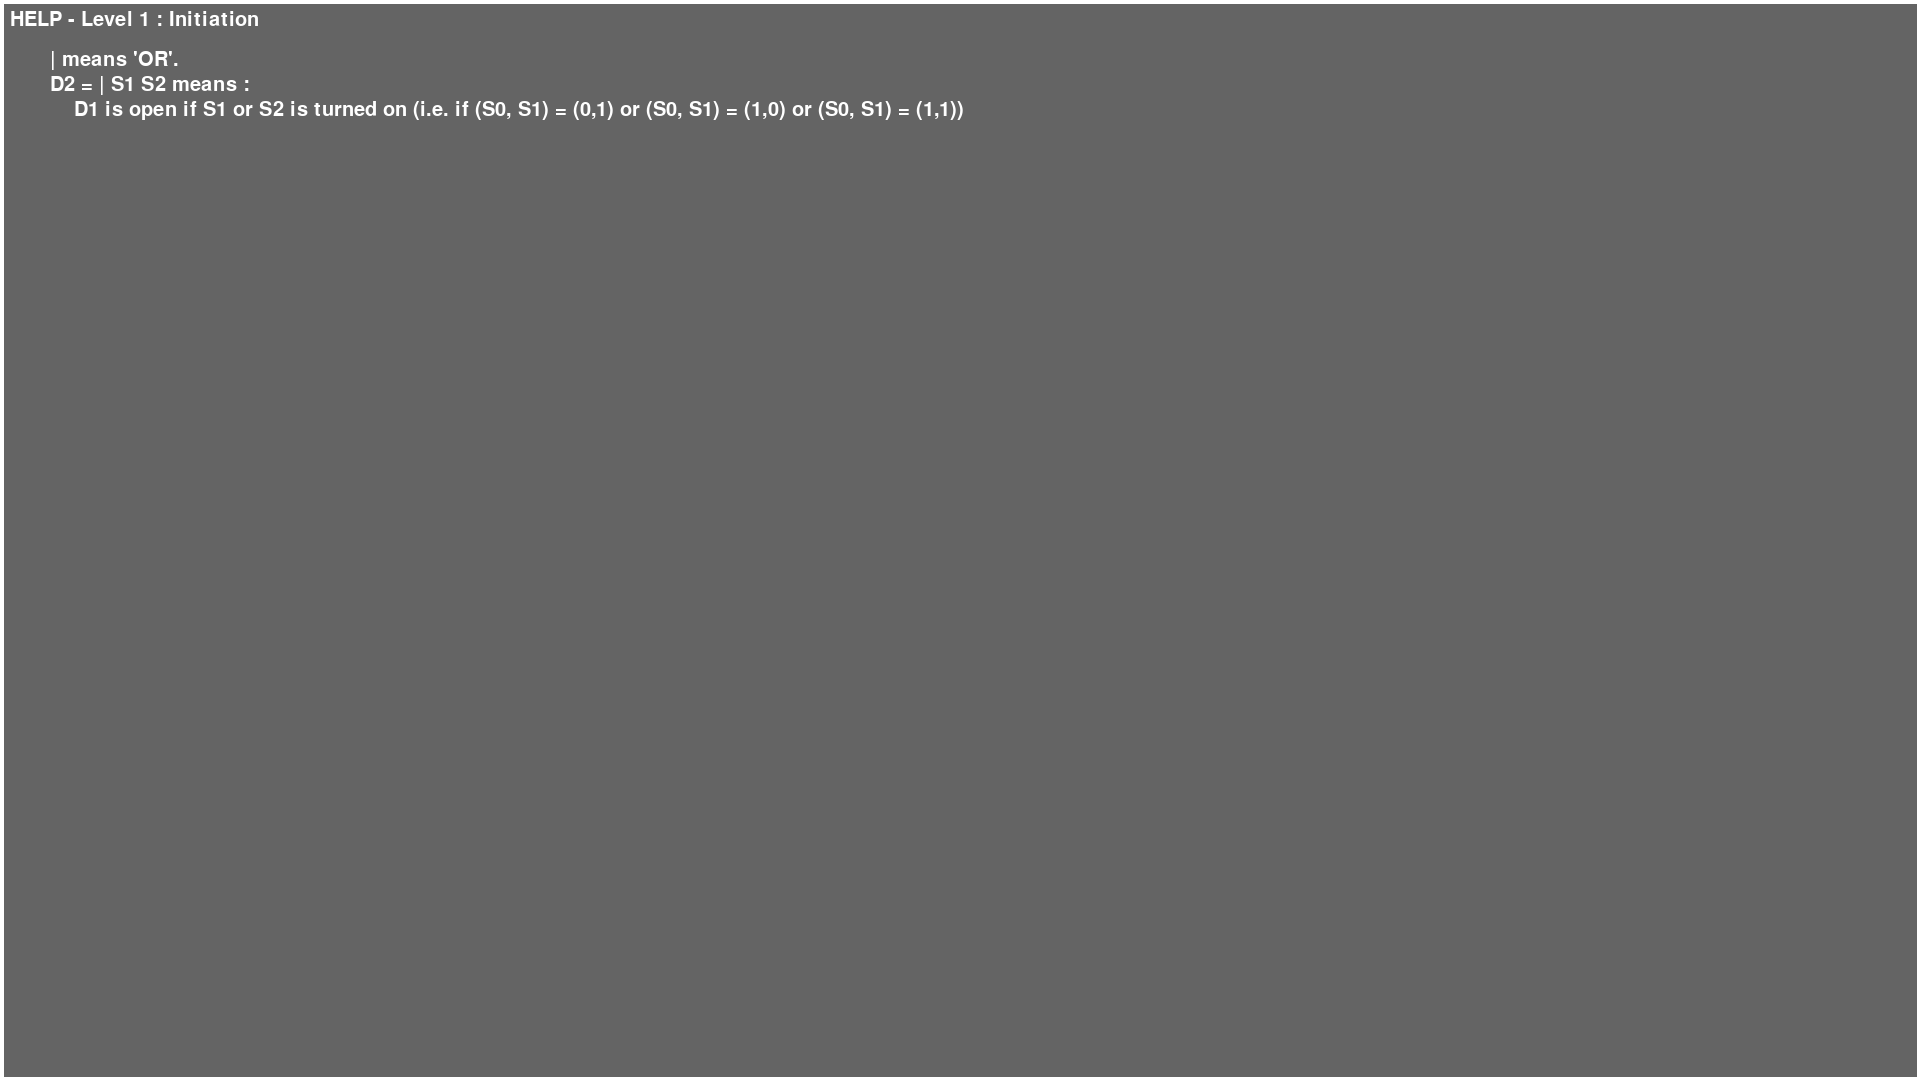 HELP - Level 1 : Initiation
| means 'OR'.
D2 = | S1 S2 means :
D1 is open if S1 or S2 is turned on (i.e. if (S0, S1) = (0,1) or (S0, S1) = (1,0) or (S0, S1) = (1,1))